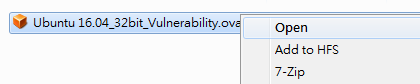 Ubuntu 16.04_32bit_Vulnerability.ova
Open
Add to HFS
7-Zip